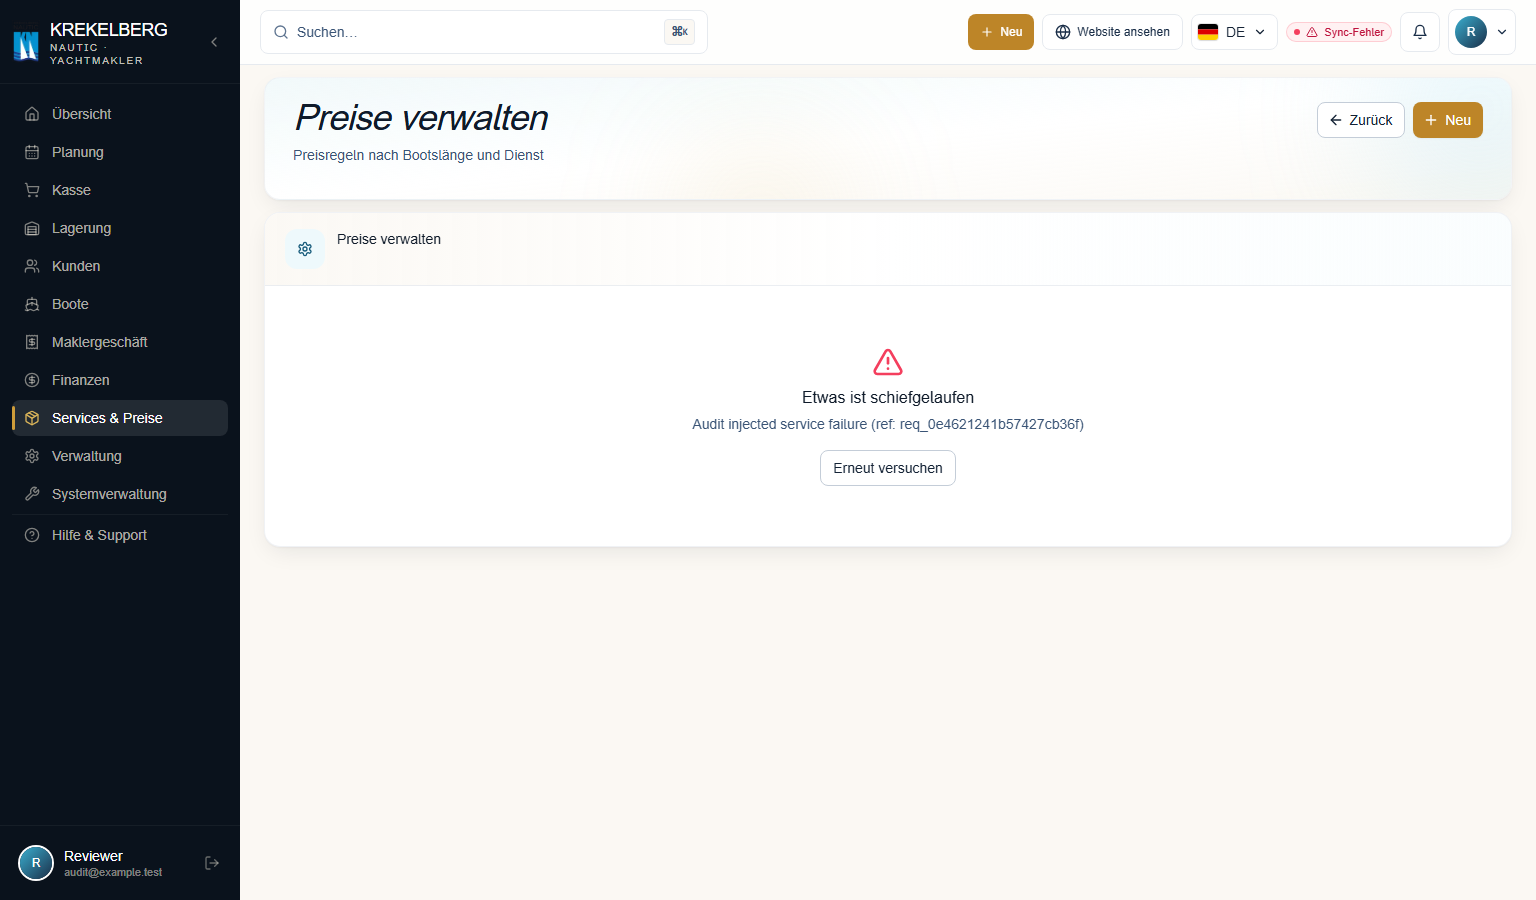 KREKELBERG
NAUTIC ·
YACHTMAKLER
Suchen...
⌘K
Neu
Website ansehen
DE
Sync-Fehler
R
Übersicht
Planung
Kasse
Lagerung
Kunden
Boote
Maklergeschäft
Finanzen
Services & Preise
Verwaltung
Systemverwaltung
Hilfe & Support
Preise verwalten
Preisregeln nach Bootslänge und Dienst
Zurück
Neu
Preise verwalten
Etwas ist schiefgelaufen
Audit injected service failure (ref: req_0e4621241b57427cb36f)
Erneut versuchen
R
Reviewer
audit@example.test